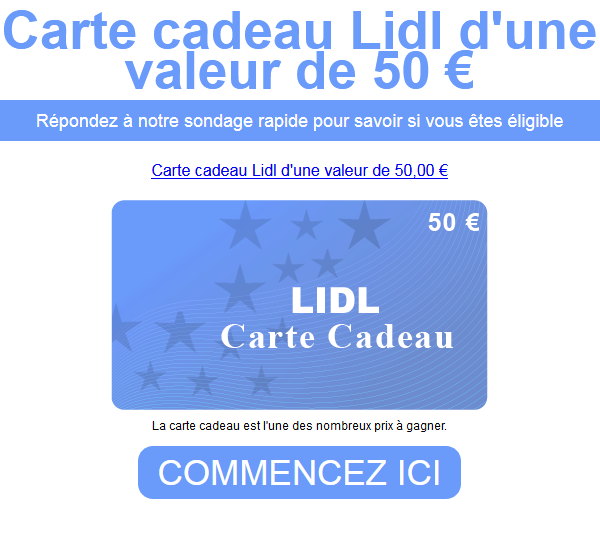 Carte cadeau Lidl d'une
valeur de 50 €
Répondez à notre sondage rapide pour savoir si vous êtes éligible
Carte cadeau Lidl d'une valeur de 50,00 €
50 €
LIDL
Carte Cadeau
La carte cadeau est l'une des nombreux prix à gagner.
COMMENCEZ ICI